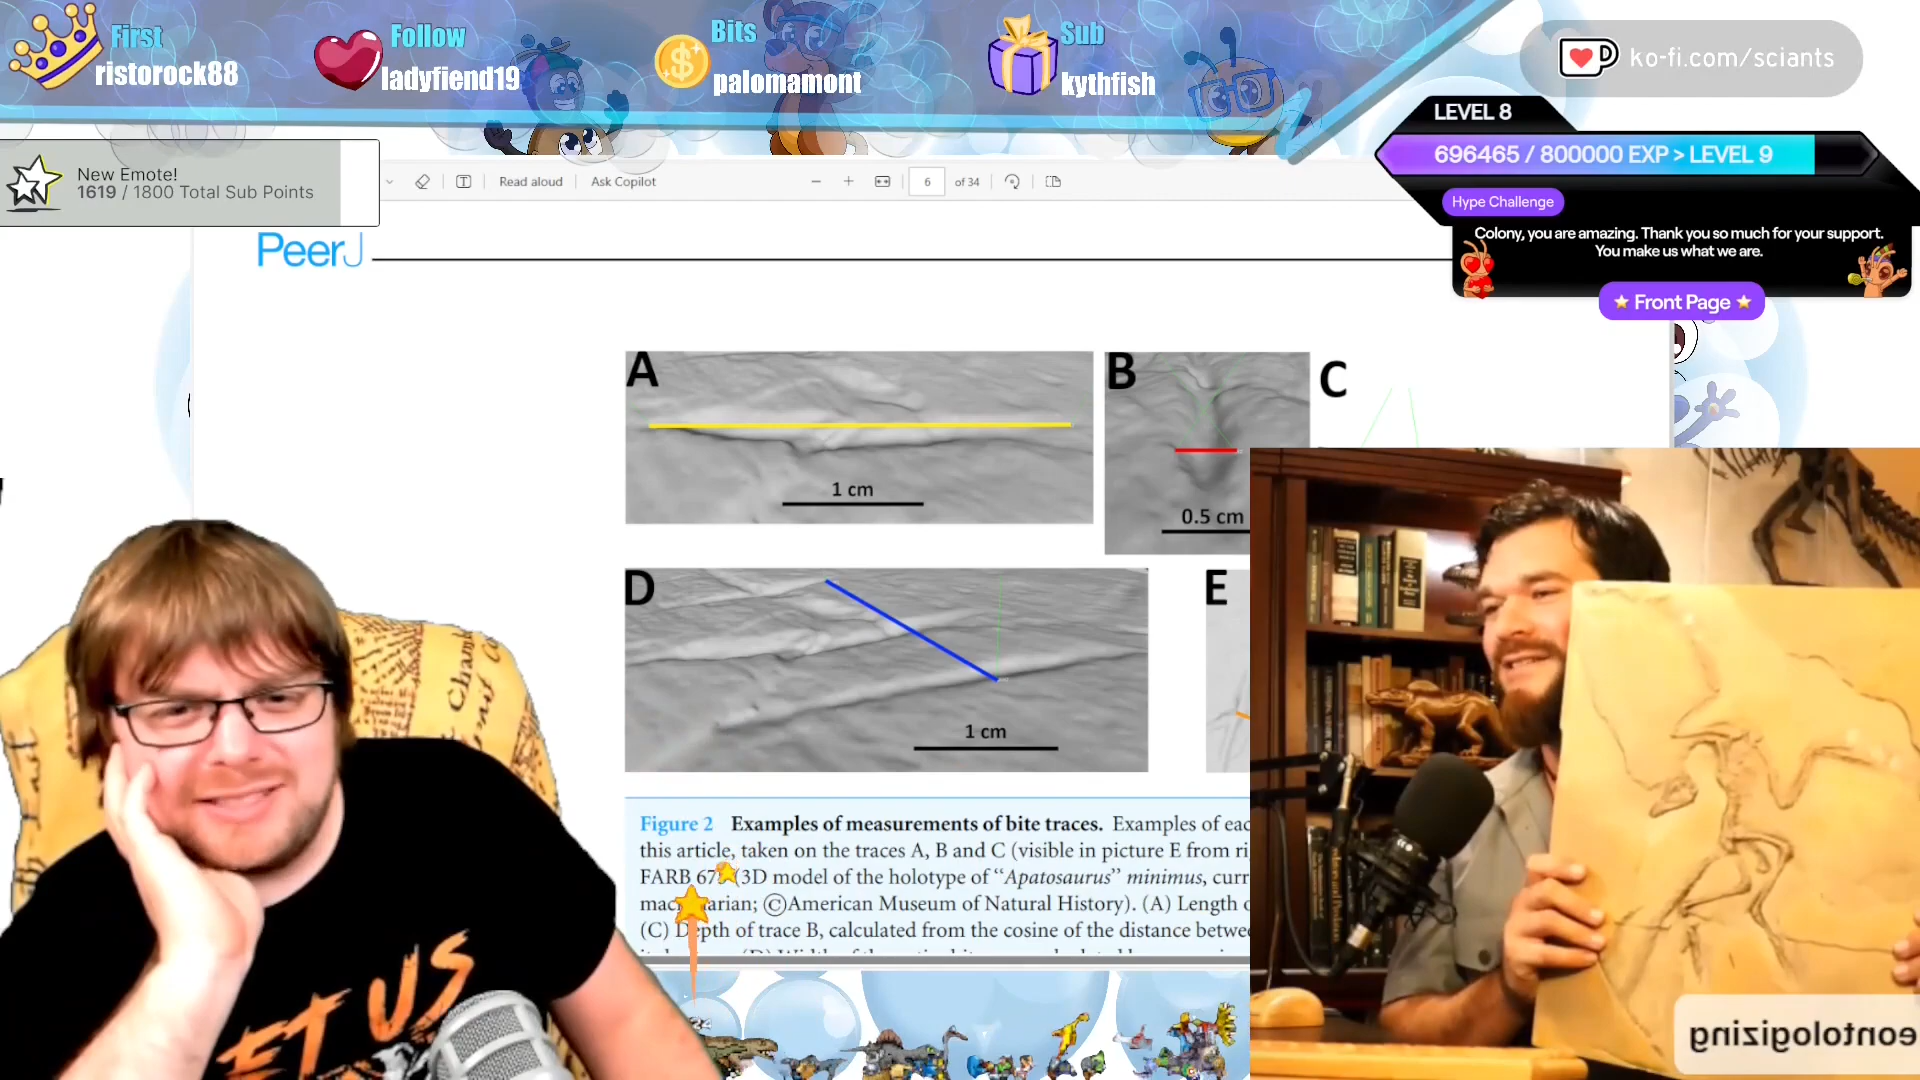 First
ristorock88
Follow
ladyfiend19
Bits
palomamont
Sub
kythfish
ko-fi.com/sciants
LEVEL 8
696465 / 800000 EXP > LEVEL 9
Hype Challenge
Colony, you are amazing. Thank you so much for your support.
You make us what we are.
Front Page
New Emote!
1619 / 1800 Total Sub Points
Read aloud
Ask Copilot
6
of 34
PeerJ
A
B
C
1 cm
0.5 cm
D
E
1 cm
Figure 2 Examples of measurements of bite traces. Examples of eac
this article, taken on the traces A, B and C (visible in picture E from ri
FARB 675 (3D model of the holotype of "Apatosaurus" minimus, curr
arian; ©American Museum of Natural History). (A) Length o
(C) Depth of trace B, calculated from the cosine of the distance betwe
ET US
eontologizing